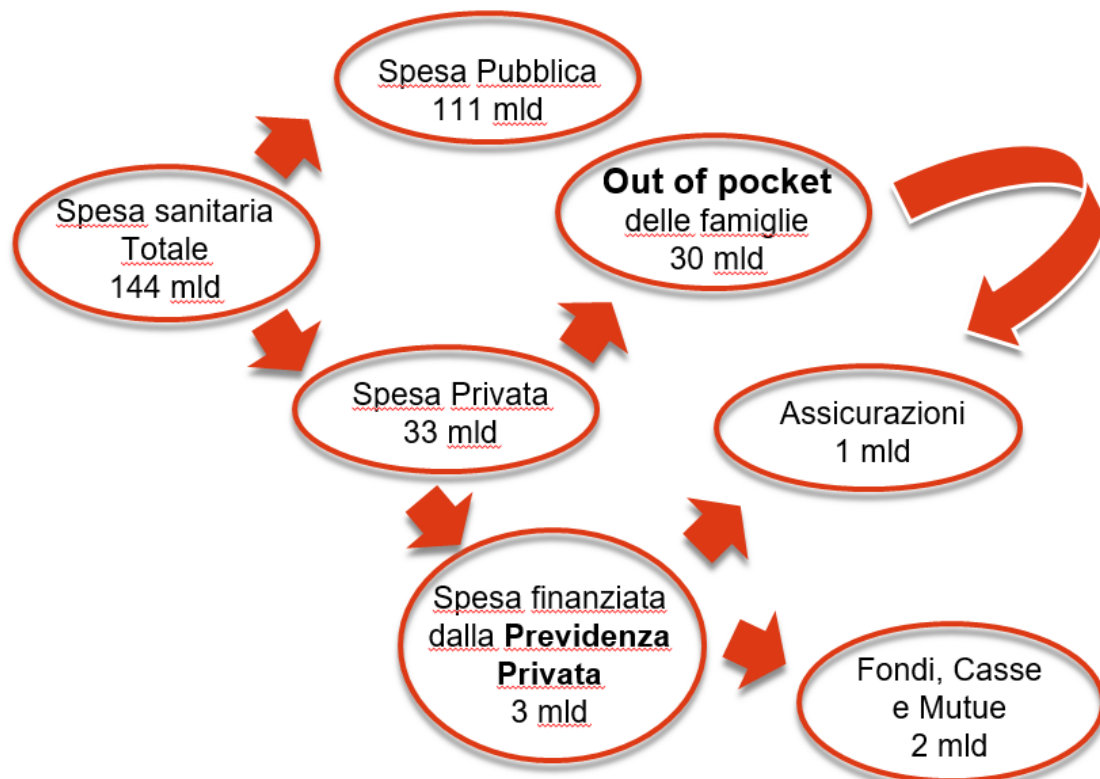 Spesa Pubblica
111 mld
Out of pocket
delle famiglie
30 mld
Spesa sanitaria
Totale
144 mld
Spesa Privata
33 mld
Assicurazioni
1 mld
Spesa finanziata
dalla Previdenza
Privata
3 mld
Fondi, Casse
e Mutue
2 mld